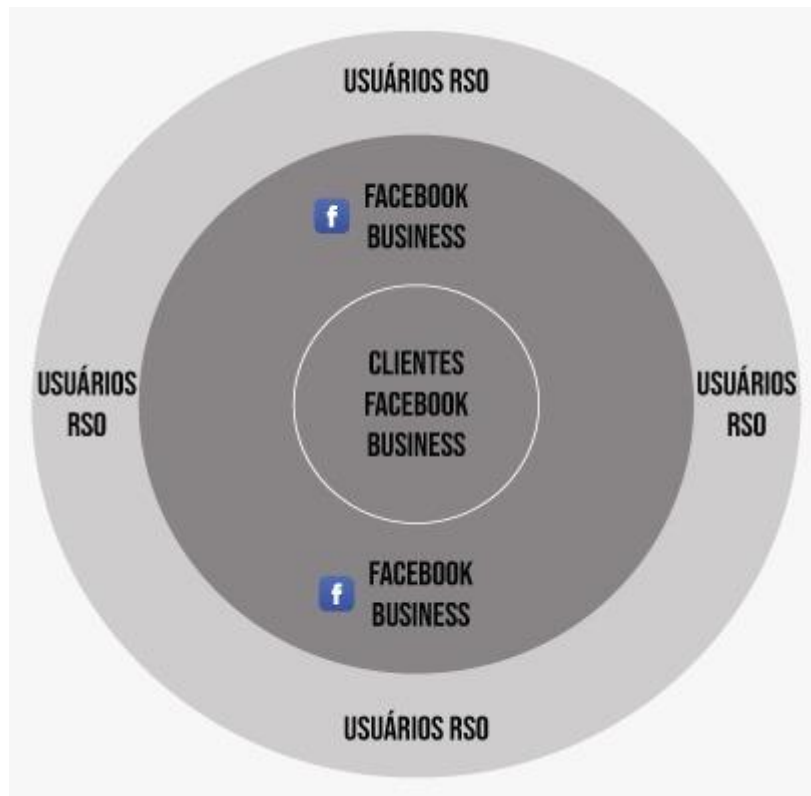 USUÁRIOS RSO
FACEBOOK
BUSINESS
CLIENTES
FACEBOOK
BUSINESS
USUÁRIOS
RSO
USUÁRIOS
RSO
FACEBOOK
BUSINESS
USUÁRIOS RSO